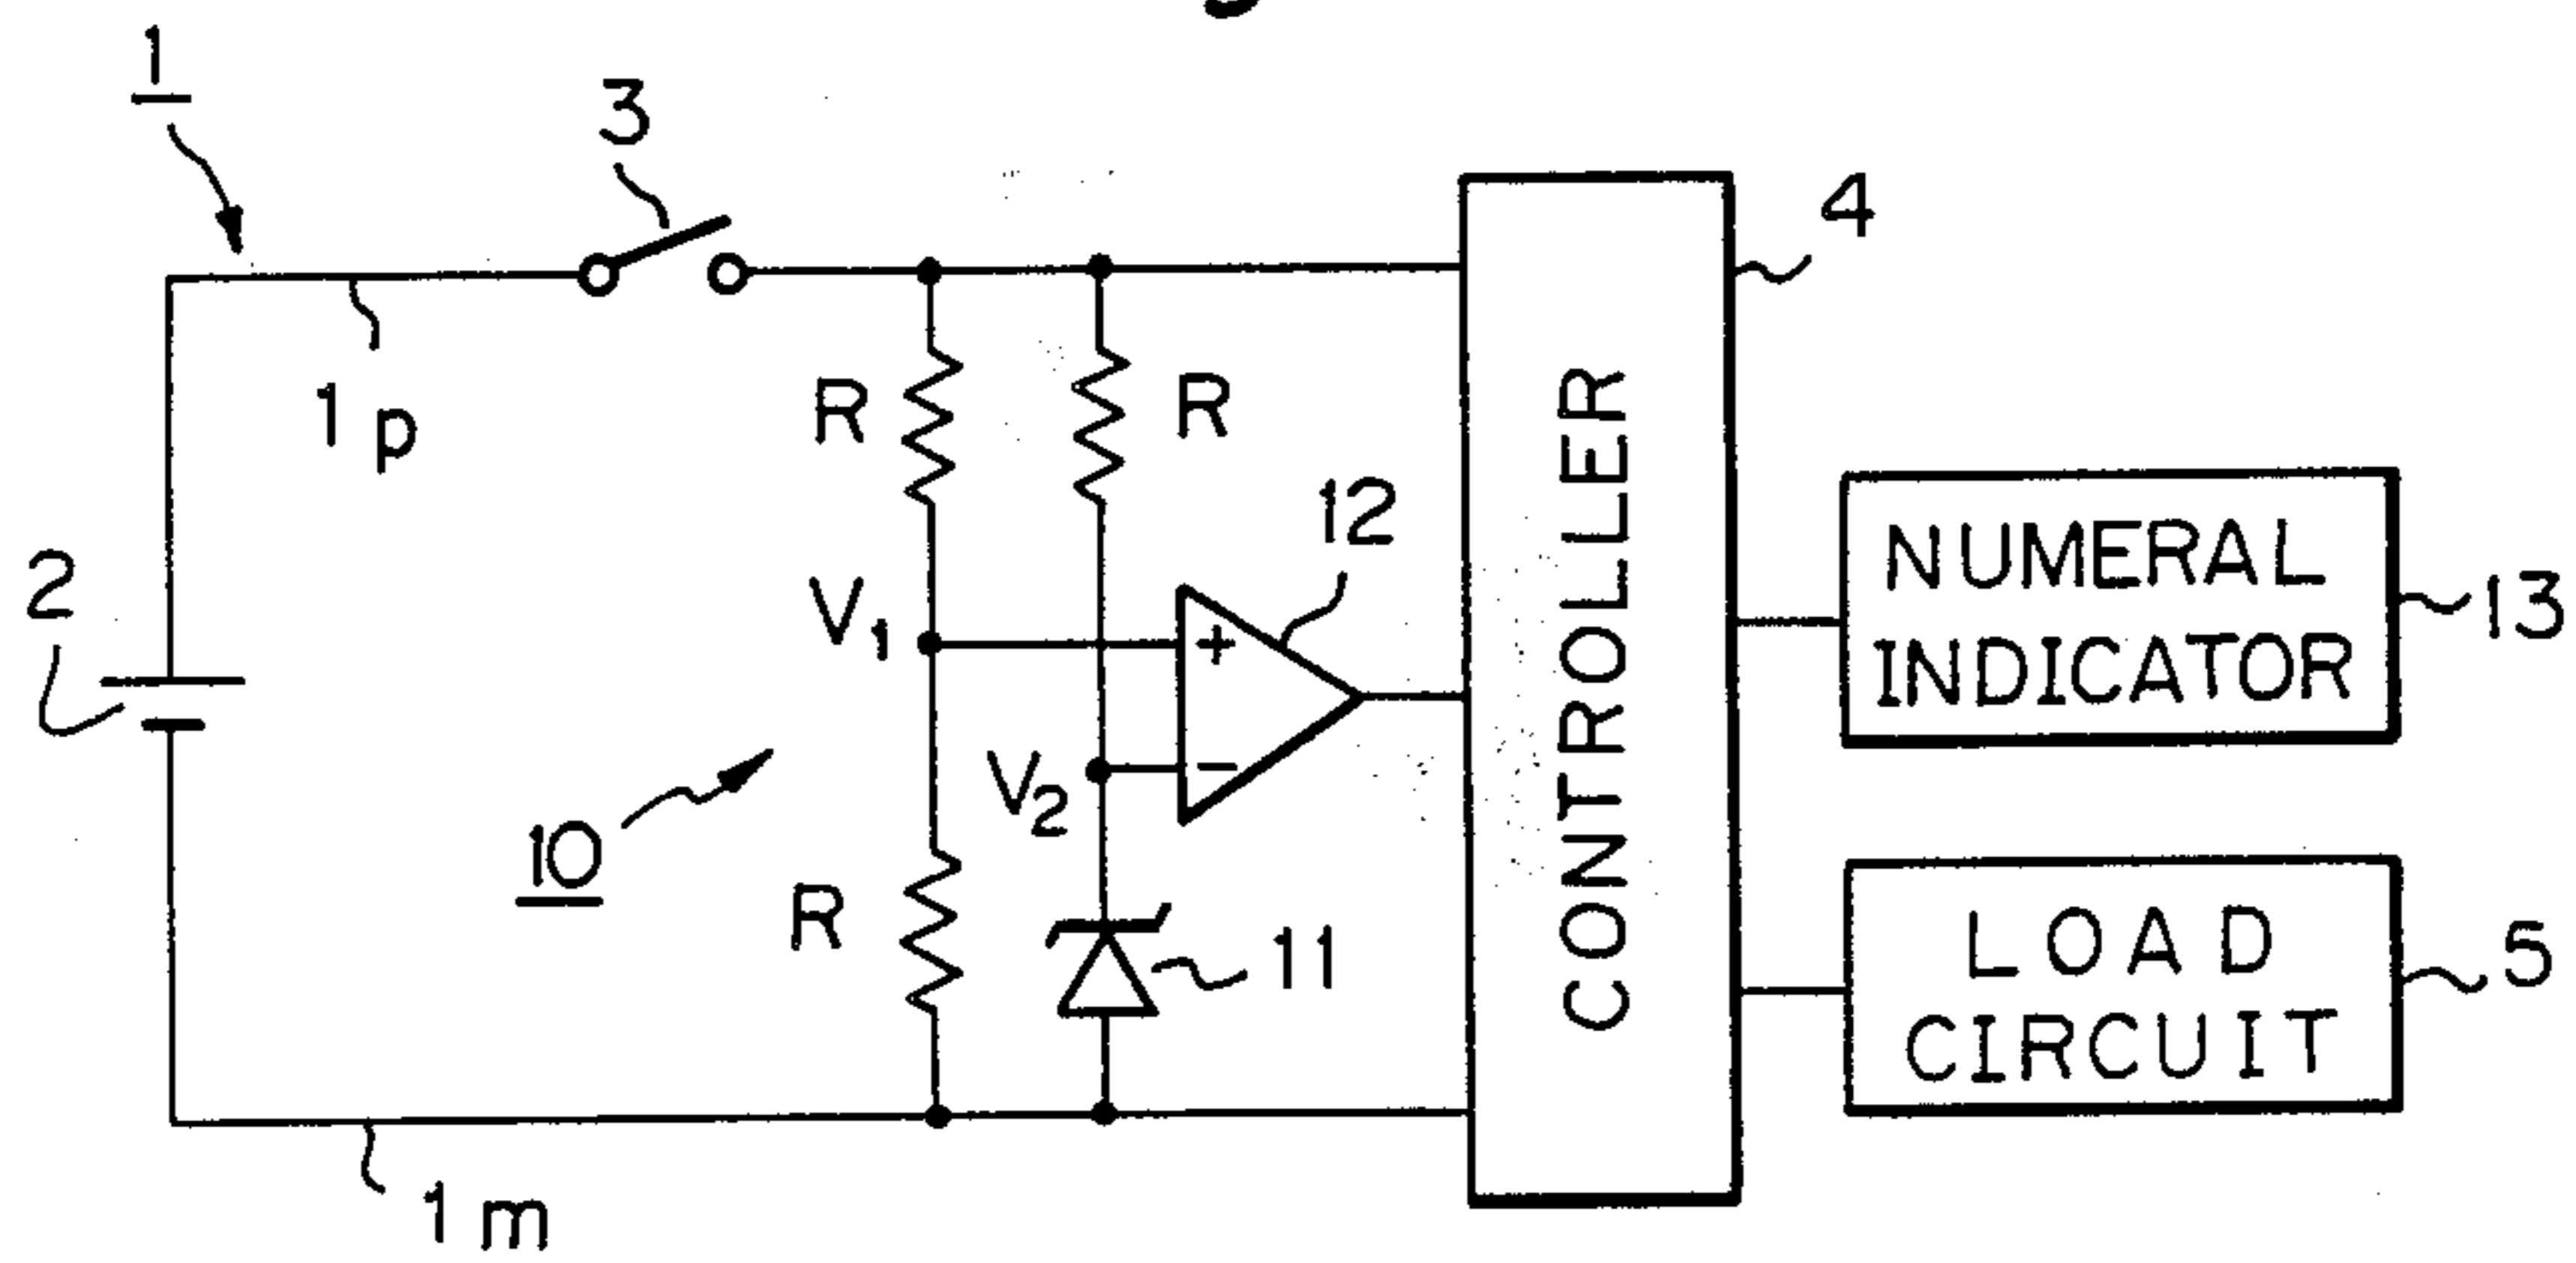 1
3
4
1p
R
R
12
2
V1
+
CONTROLLER
NUMERAL
INDICATOR
13
V2
−
10
R
11
LOAD
CIRCUIT
5
1m